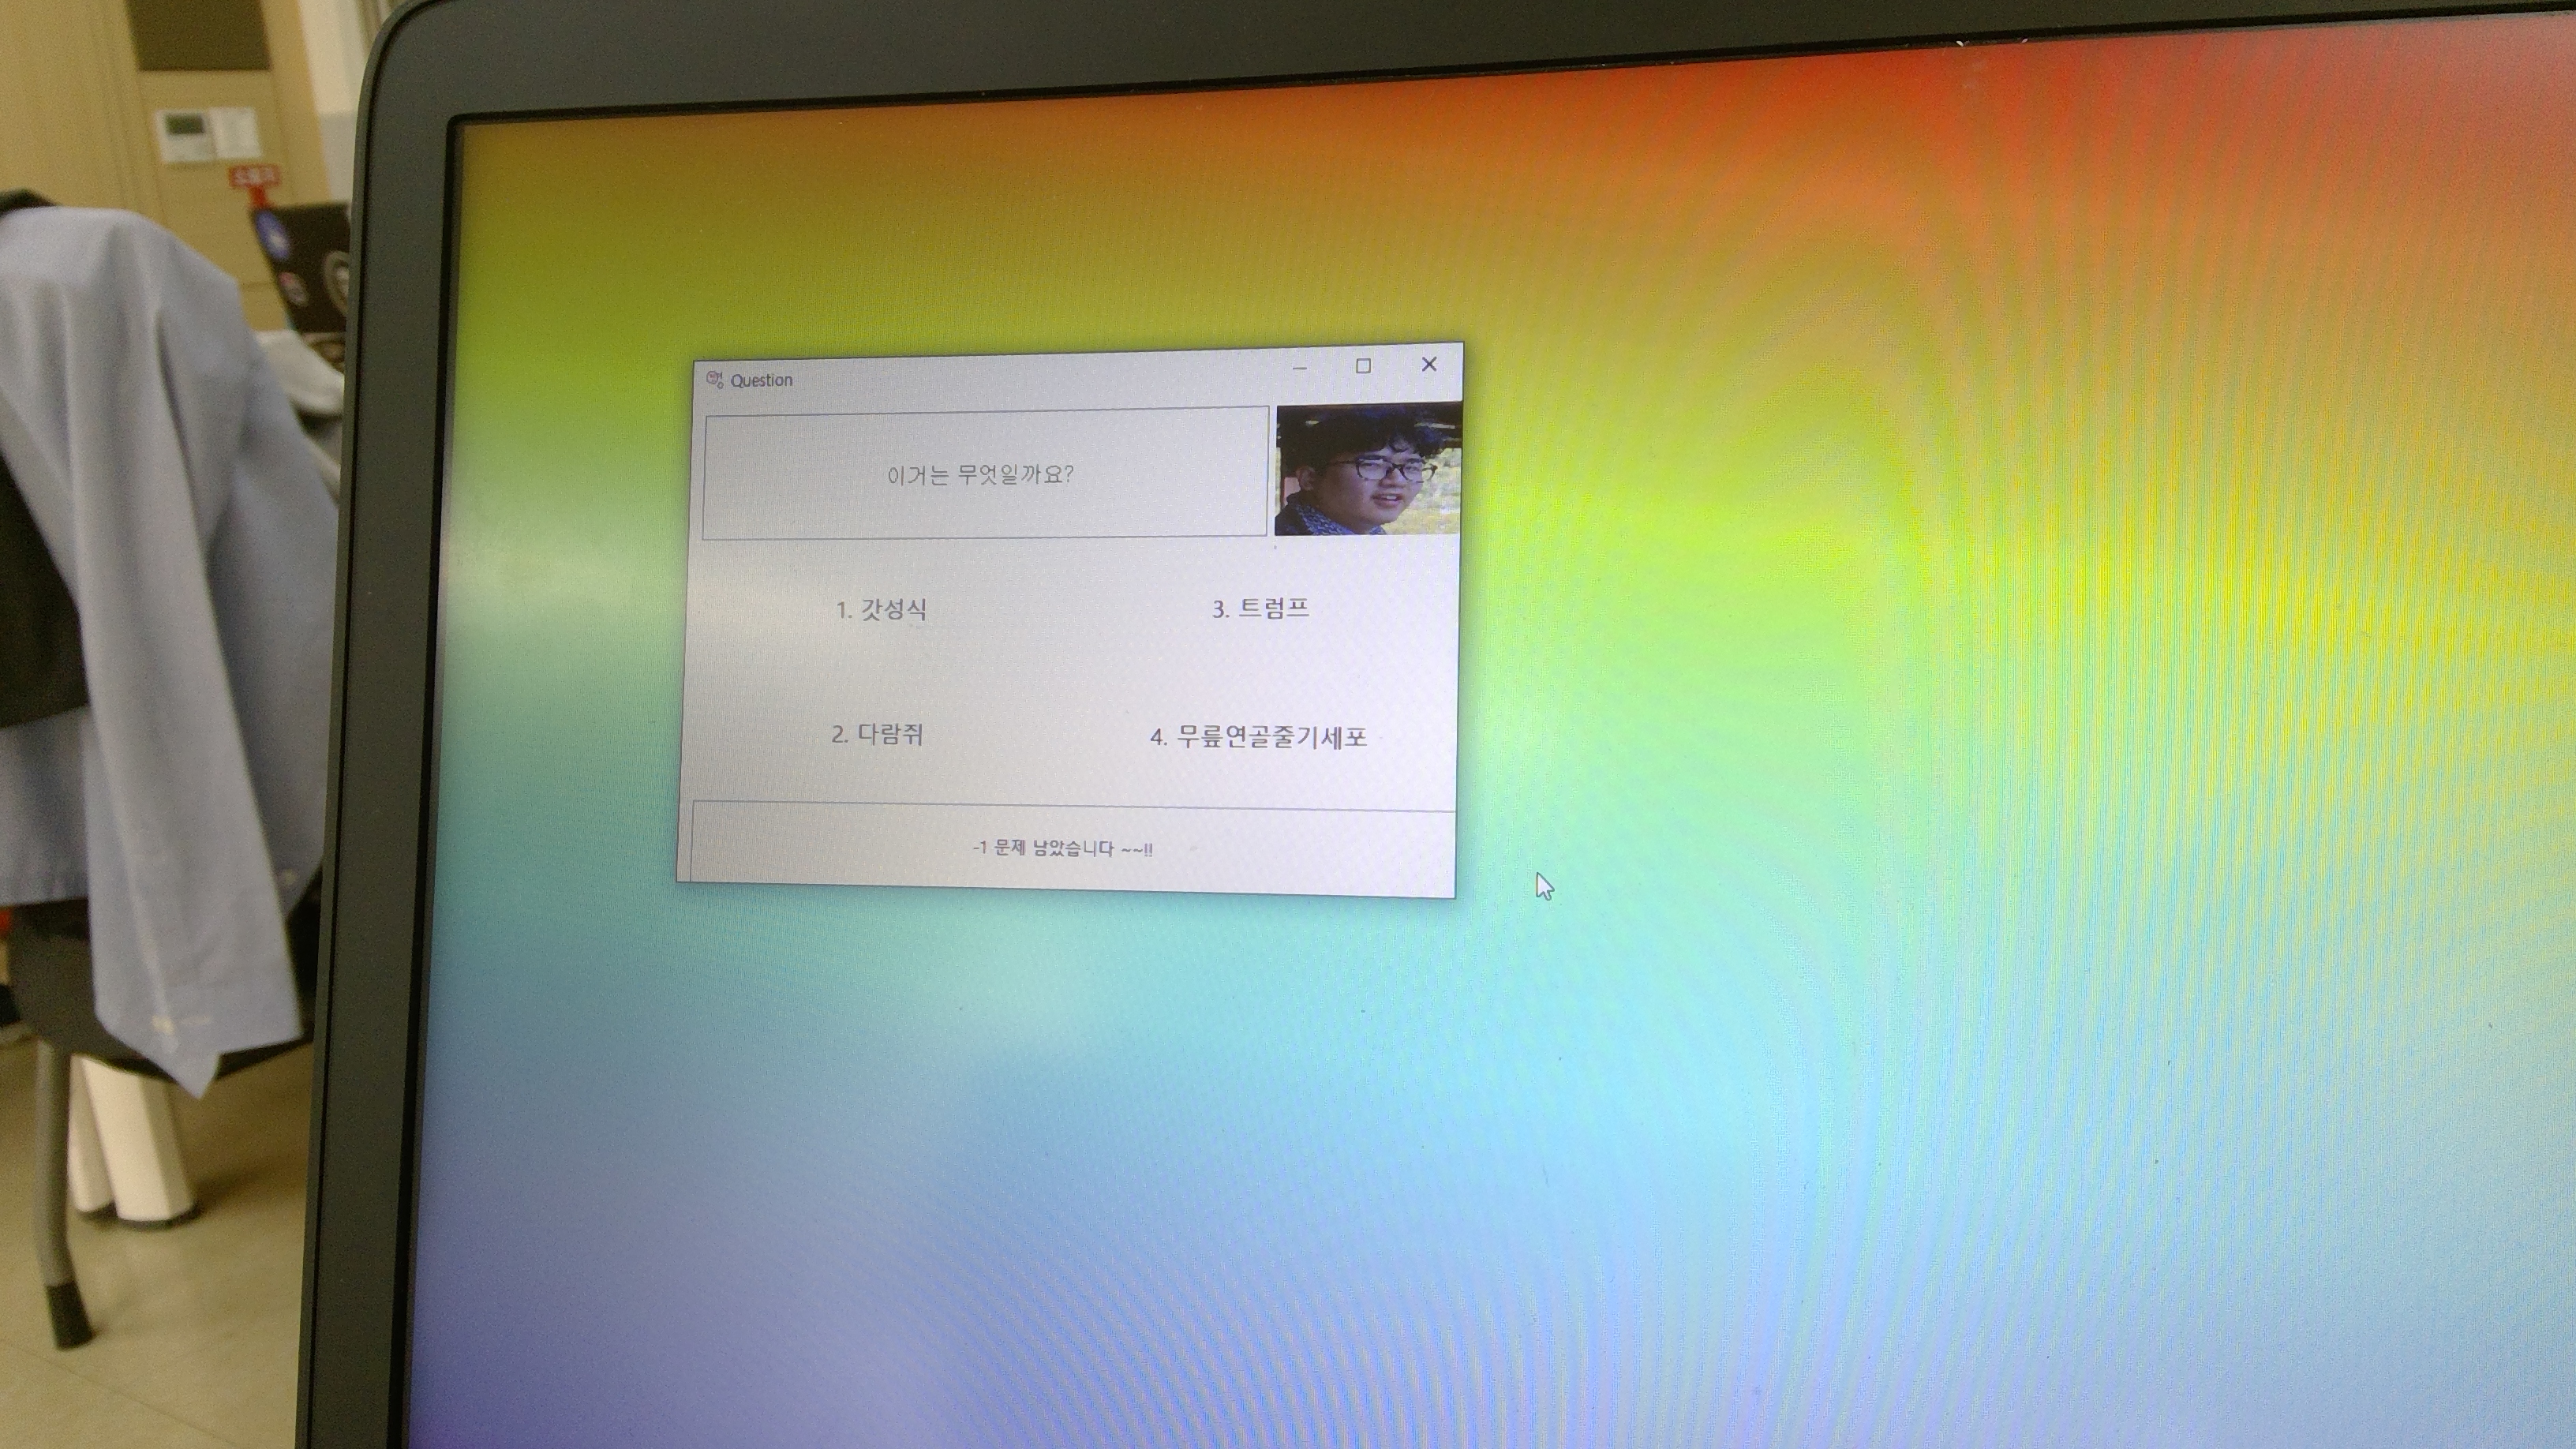 Question
이거는 무엇일까요?
1. 갓성식
3. 트럼프
2. 다람쥐
4. 무릎연골줄기세포
-1 문제 남았습니다 ~~!!